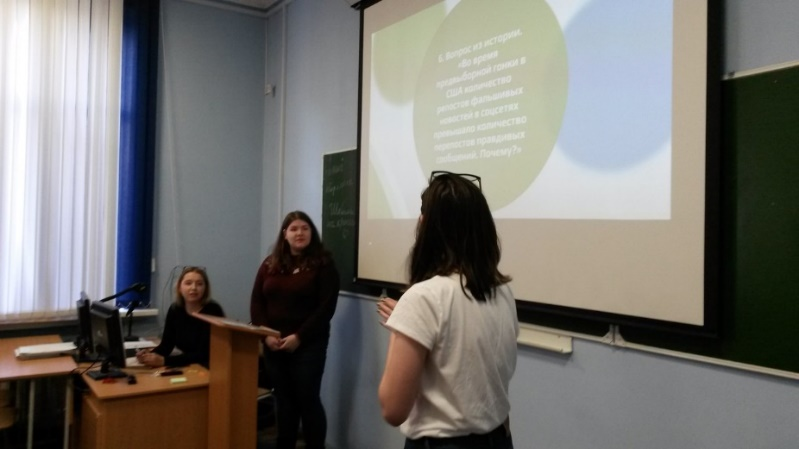 6. Вопрос из истории.
«Во время
предвыборной гонки в
США количество
репостов фальшивых
новостей в соцсетях
превышало количество
перепостов правдивых
сообщений. Почему?»